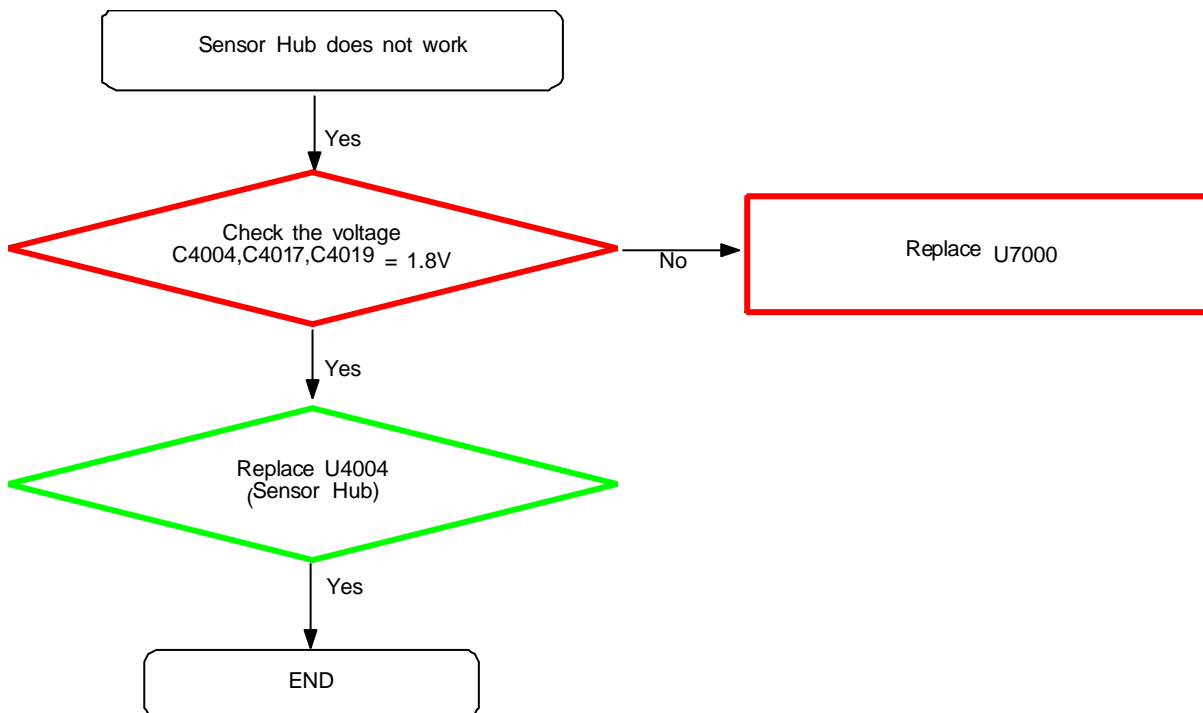 Sensor Hub does not work
Yes
Check the voltage
C4004,C4017,C4019 = 1.8V
No
Replace U7000
Yes
Replace U4004
(Sensor Hub)
Yes
END